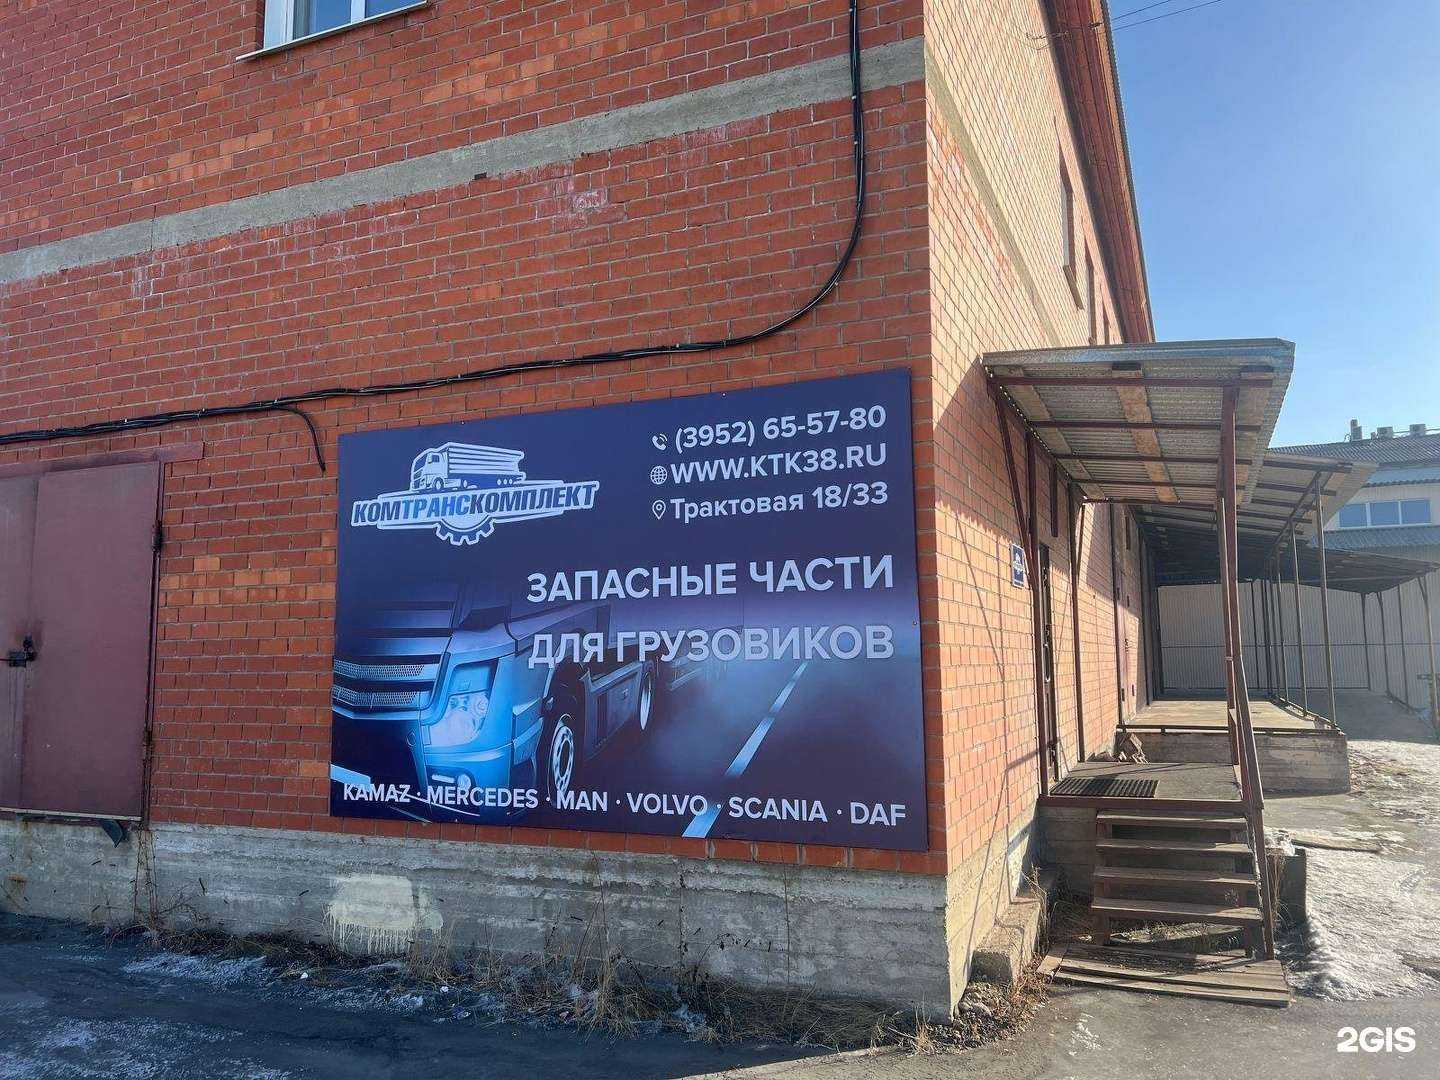 КОМТРАНСКОМПЛЕКТ
(3952) 65-57-80
WWW.KTK38.RU
Трактовая 18/33
ЗАПАСНЫЕ ЧАСТИ
ДЛЯ ГРУЗОВИКОВ
KAMAZ · MERCEDES · MAN · VOLVO · SCANIA · DAF
2GIS